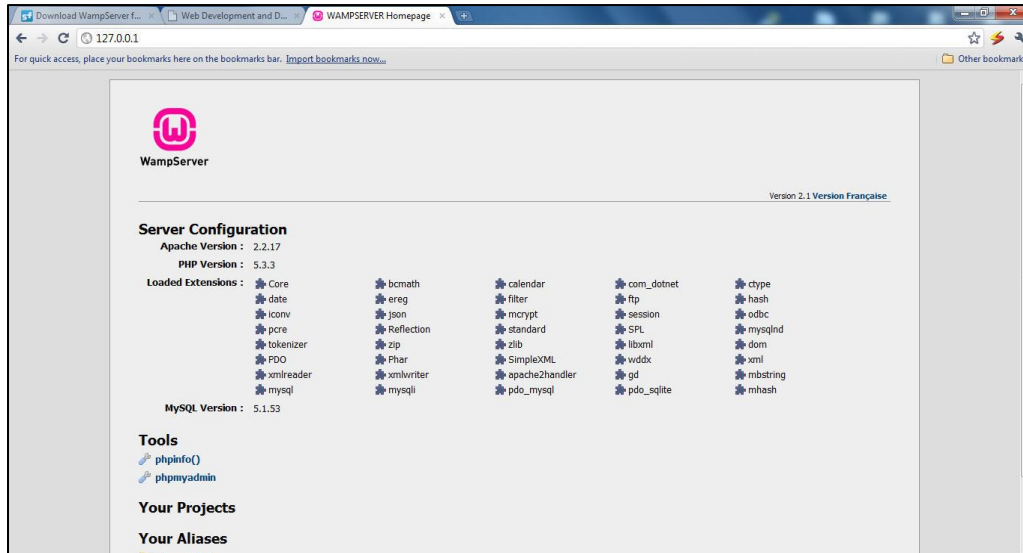 Download WampServer f...
Web Development and D...
WAMPSERVER Homepage
127.0.0.1
For quick access, place your bookmarks here on the bookmarks bar. Import bookmarks now...
Other bookmark
WampServer
Version 2.1 Version Française
Server Configuration
Apache Version : 2.2.17
PHP Version : 5.3.3
Loaded Extensions : Core bcmath calendar com_dotnet ctype
date ereg filter ftp hash
iconv json mcrypt session odbc
pcre Reflection standard SPL mysqlnd
tokenizer zip zlib libxml dom
PDO Phar SimpleXML wddx xml
xmlreader xmlwriter apache2handler gd mbstring
mysql mysqli pdo_mysql pdo_sqlite mhash
MySQL Version : 5.1.53
Tools
phpinfo()
phpmyadmin
Your Projects
Your Aliases